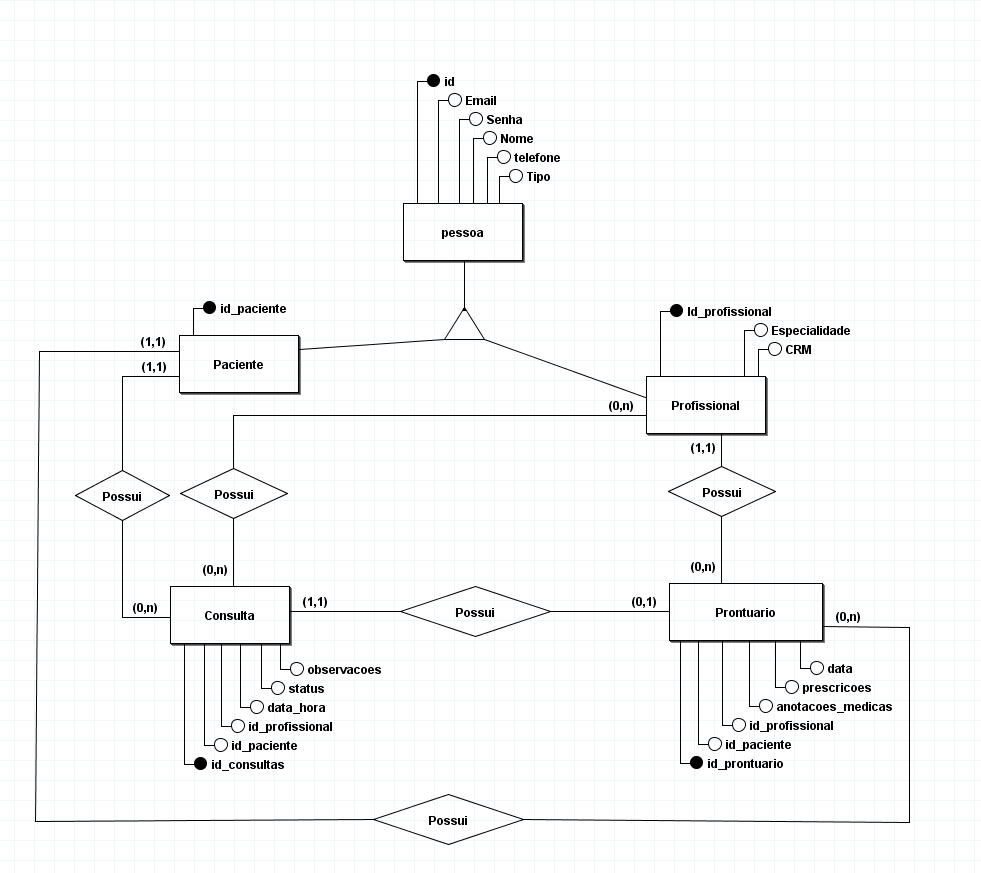 id
Email
Senha
Nome
telefone
Tipo
pessoa
id_paciente
Id_profissional
Especialidade
CRM
(1,1)
(1,1)
Paciente
Profissional
(0,n)
(1,1)
Possui
Possui
Possui
(0,n)
(0,n)
(0,n)
Consulta
(1,1)
Possui
(0,1)
Prontuario
(0,n)
observacoes
status
data_hora
id_profissional
id_paciente
id_consultas
data
prescricoes
anotacoes_medicas
id_profissional
id_paciente
id_prontuario
Possui